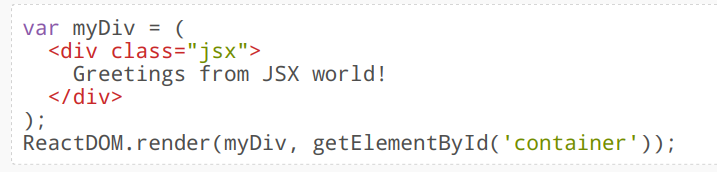 var myDiv = (
  <div class="jsx">
    Greetings from JSX world!
  </div>
);
ReactDOM.render(myDiv, getElementById('container'));